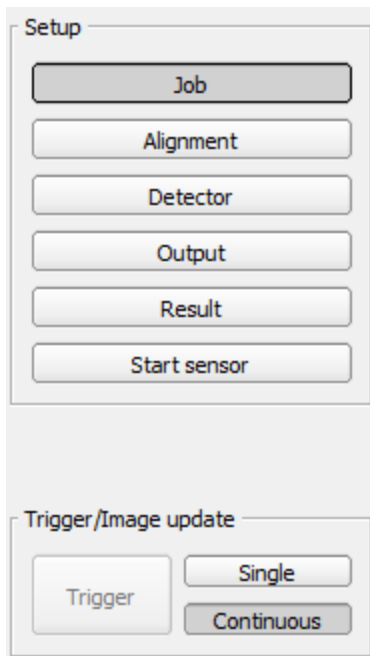 Setup
Job
Alignment
Detector
Output
Result
Start sensor
Trigger/Image update
Trigger
Single
Continuous